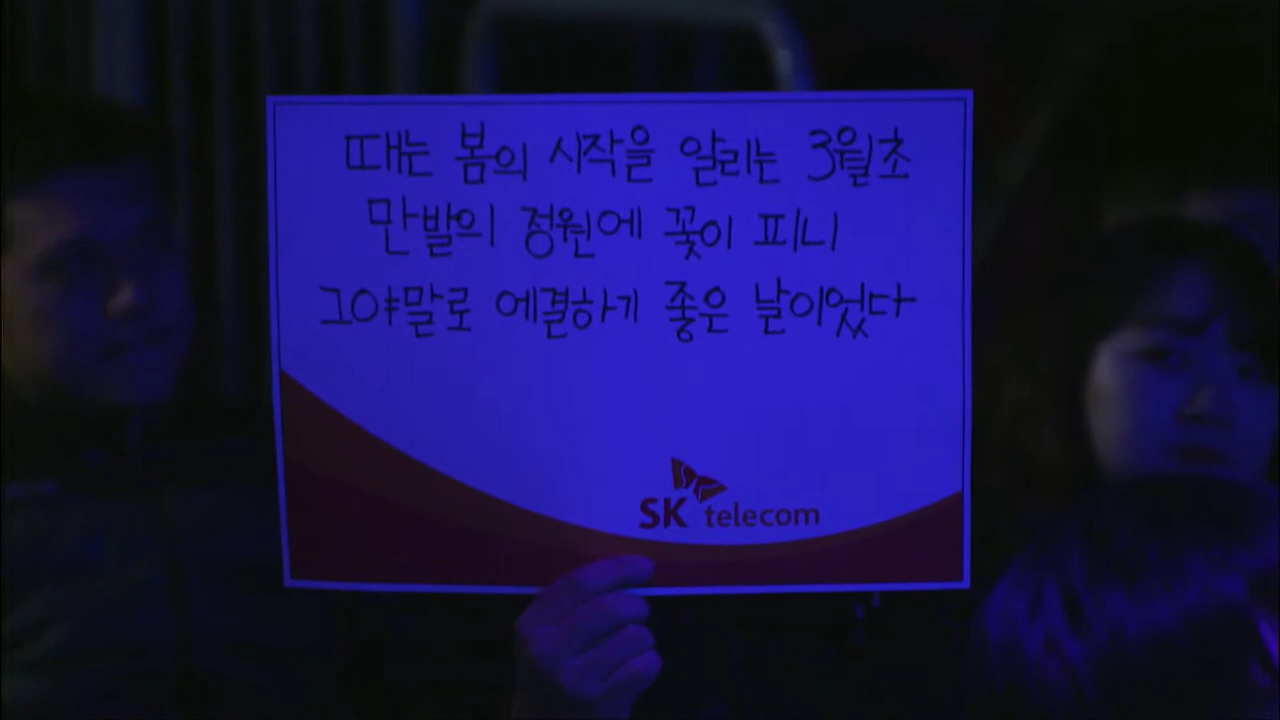 때는 봄의 시작을 알리는 3월초
만발의 정원에 꽃이 피니
그야말로 에결하기 좋은 날이었다
SK telecom